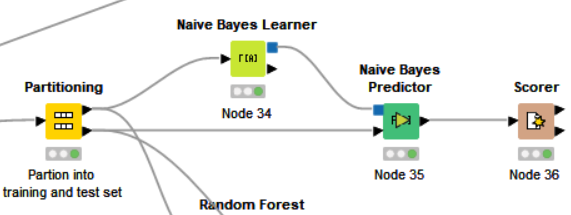 Naive Bayes Learner
Node 34
Partitioning
Partion into
training and test set
Naive Bayes
Predictor
Node 35
Scorer
Node 36
Random Forest